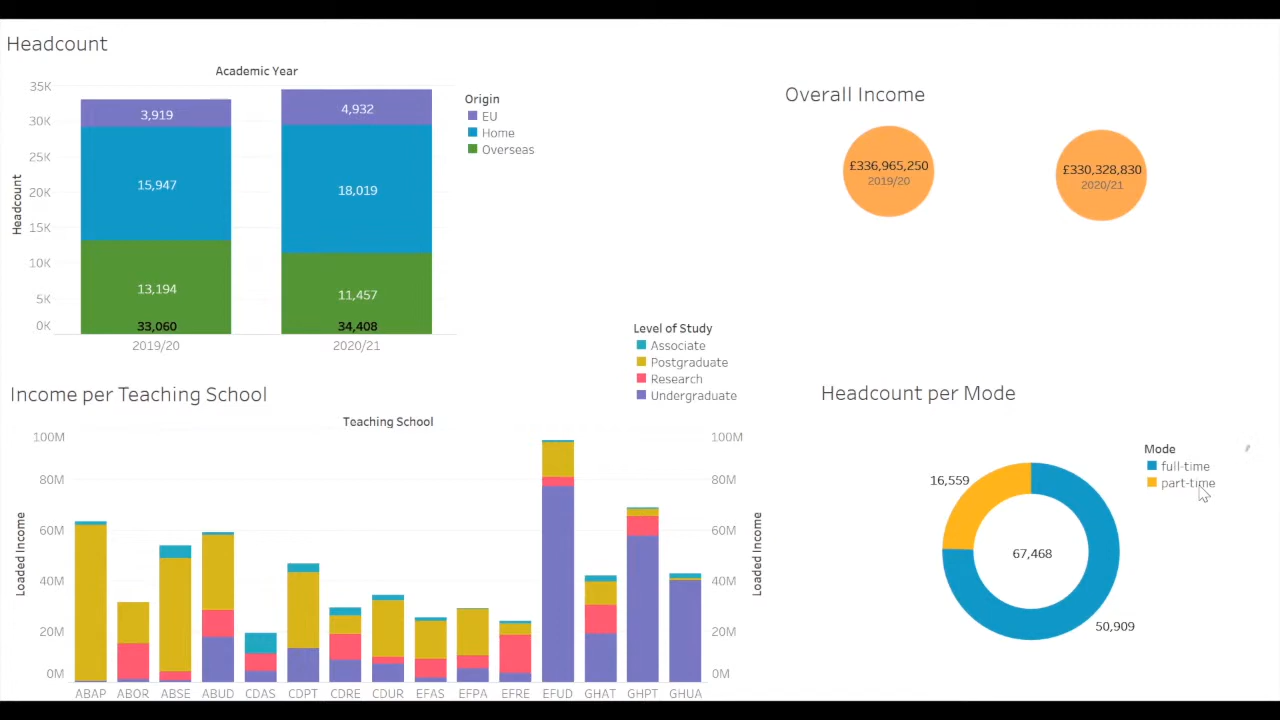 Headcount
Academic Year
35K
30K
25K
20K
15K
10K
5K
0K
Headcount
3,919
15,947
13,194
33,060
2019/20
4,932
18,019
11,457
34,408
2020/21
Origin
EU
Home
Overseas
Overall Income
£336,965,250
2019/20
£330,328,830
2020/21
Level of Study
Associate
Postgraduate
Research
Undergraduate
Income per Teaching School
Teaching School
100M
80M
60M
40M
20M
0M
Loaded Income
ABAP ABOR ABSE ABUD CDAS CDPT CDRE CDUR EFAS EFPA EFRE EFUD GHAT GHPT GHUA
100M
80M
60M
40M
20M
0M
Loaded Income
Headcount per Mode
Mode
full-time
part-time
16,559
67,468
50,909